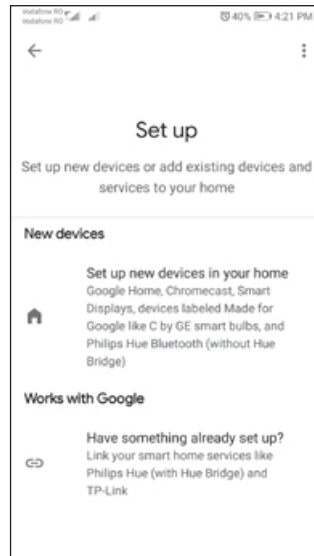 Vodafone RO
Vodafone RO
40% 4:21 PM
Set up
Set up new devices or add existing devices and
services to your home
New devices
Set up new devices in your home
Google Home, Chromecast, Smart
Displays, devices labeled Made for
Google like C by GE smart bulbs, and
Philips Hue Bluetooth (without Hue
Bridge)
Works with Google
Have something already set up?
Link your smart home services like
Philips Hue (with Hue Bridge) and
TP-Link